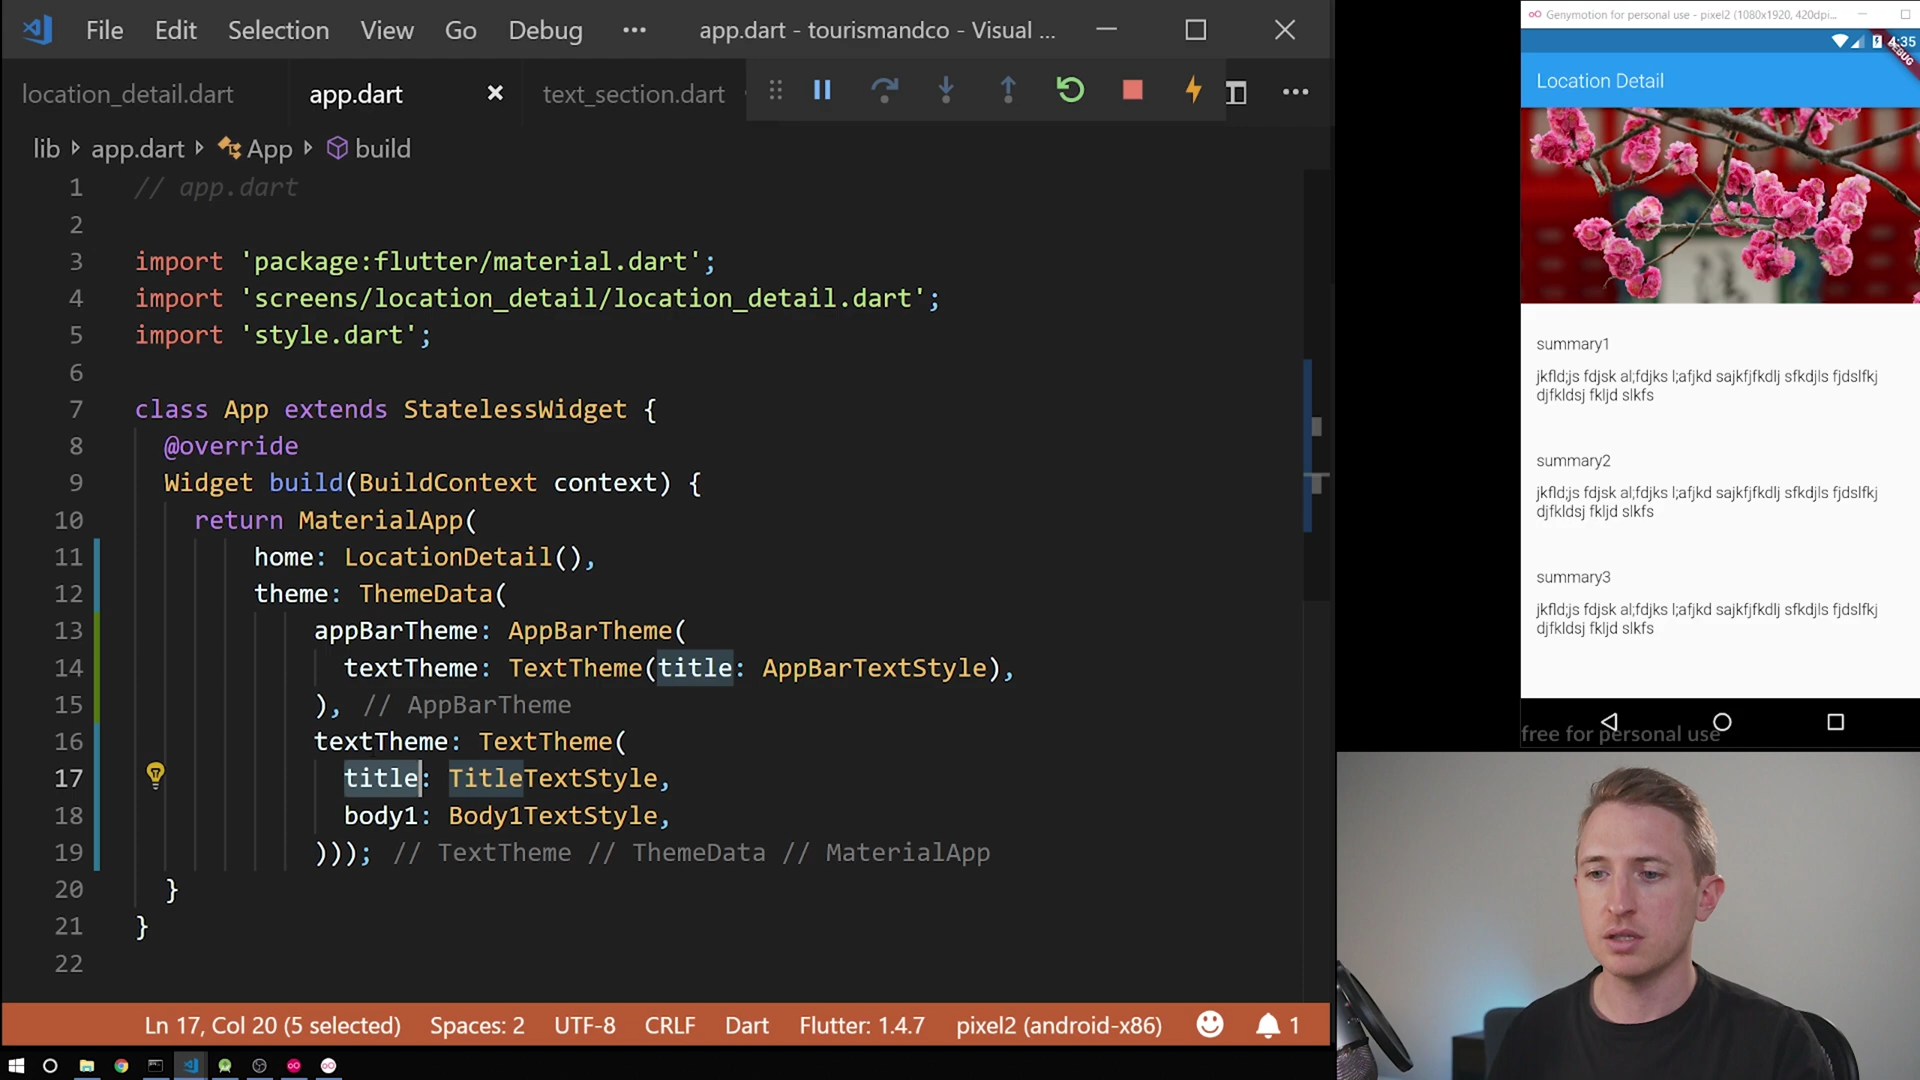 File Edit Selection View Go Debug ··· app.dart - tourismandco - Visual ...
location_detail.dart app.dart text_section.dart
lib app.dart App build
1 // app.dart
2
3 import 'package:flutter/material.dart';
4 import 'screens/location_detail/location_detail.dart';
5 import 'style.dart';
6
7 class App extends StatelessWidget {
8 @override
9 Widget build(BuildContext context) {
10 return MaterialApp(
11 home: LocationDetail(),
12 theme: ThemeData(
13 appBarTheme: AppBarTheme(
14 textTheme: TextTheme(title: AppBarTextStyle),
15 ), // AppBarTheme
16 textTheme: TextTheme(
17 title: TitleTextStyle,
18 body1: Body1TextStyle,
19 ))); // TextTheme // ThemeData // MaterialApp
20 }
21 }
22
Ln 17, Col 20 (5 selected) Spaces: 2 UTF-8 CRLF Dart Flutter: 1.4.7 pixel2 (android-x86) 1
Genymotion for personal use - pixel2 (1080x1920, 420dpi...
4:35
DEBUG
Location Detail
summary1
jkfld;js fdjsk al;fdjks l;afjkd sajkfjfkdlj sfkdjls fjdslfkj
djfkldsj fkljd slkfs
summary2
jkfld;js fdjsk al;fdjks l;afjkd sajkfjfkdlj sfkdjls fjdslfkj
djfkldsj fkljd slkfs
summary3
jkfld;js fdjsk al;fdjks l;afjkd sajkfjfkdlj sfkdjls fjdslfkj
djfkldsj fkljd slkfs
free for personal use